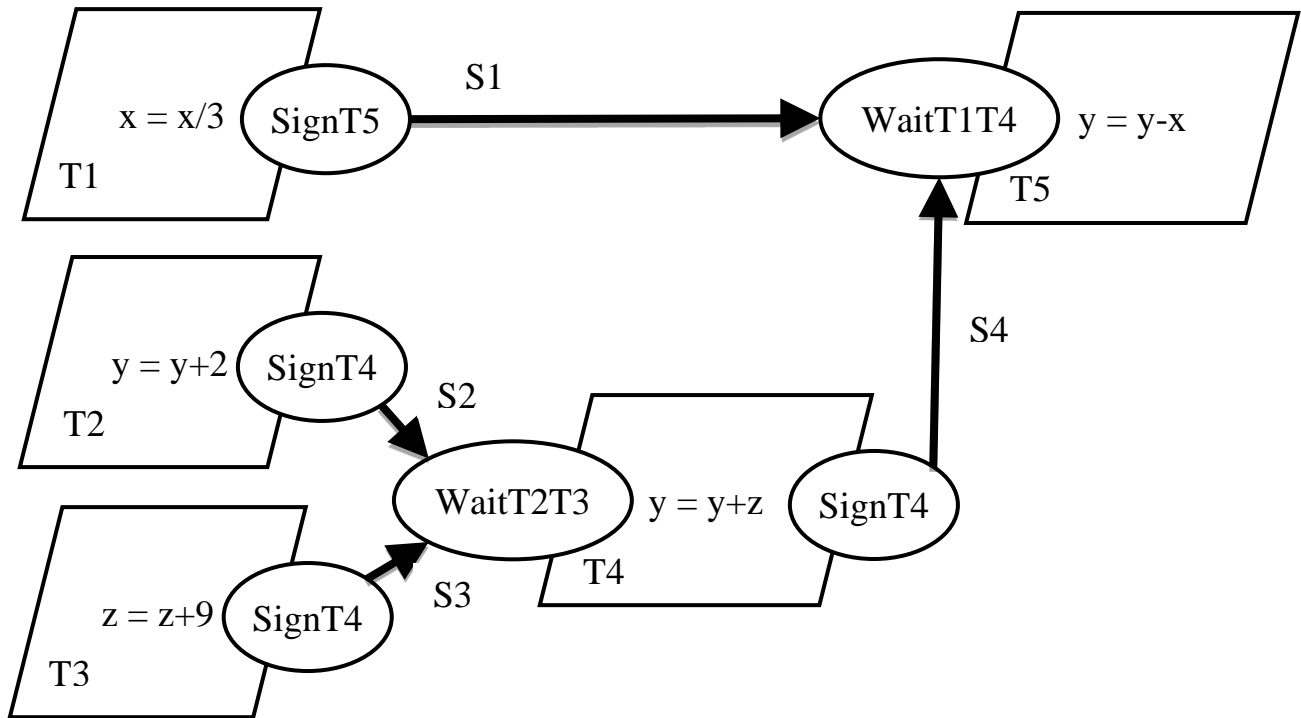 x = x/3
SignT5
T1
S1
WaitT1T4
y = y-x
T5
y = y+2
SignT4
T2
S2
S4
WaitT2T3
y = y+z
SignT4
T4
z = z+9
SignT4
T3
S3